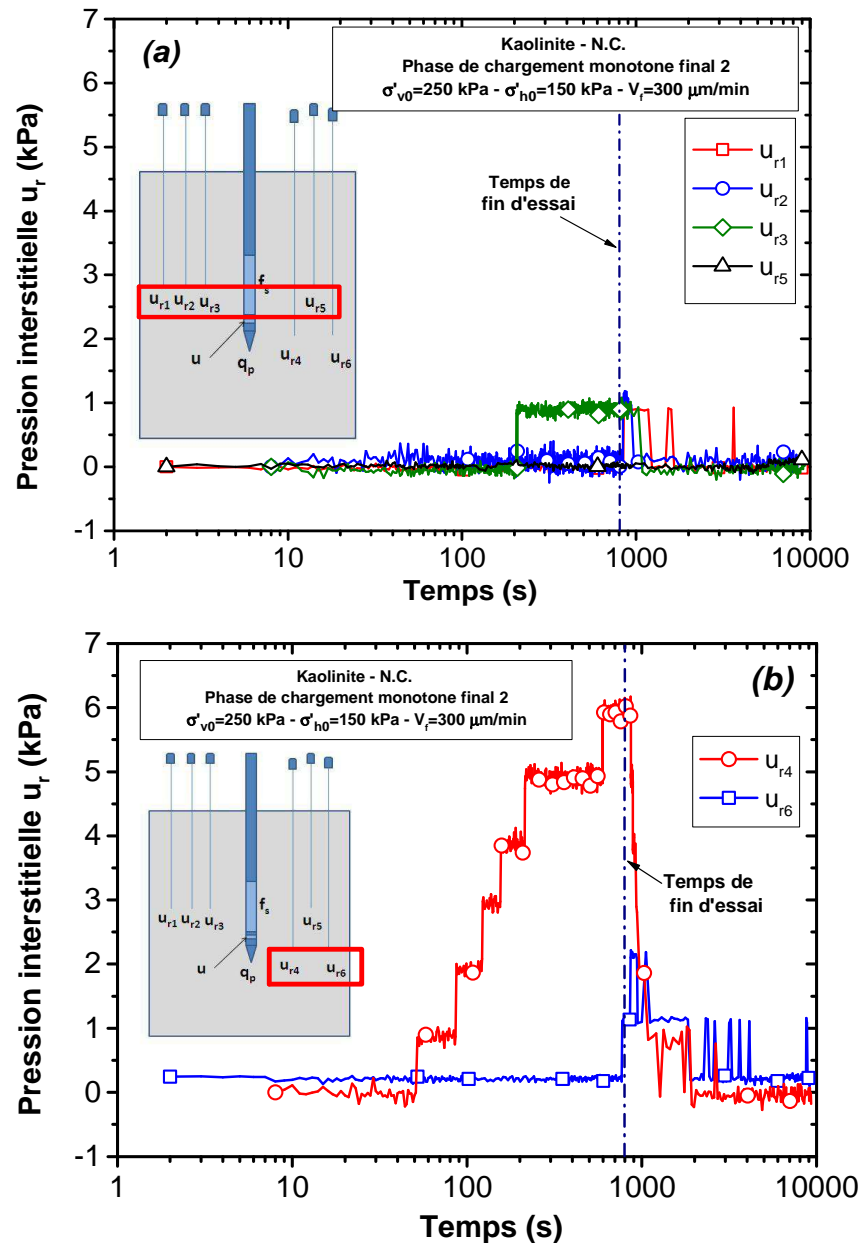 (a)
Kaolinite - N.C.
Phase de chargement monotone final 2
σ'v0=250 kPa - σ'h0=150 kPa - Vf=300 µm/min
Pression interstitielle ur (kPa)
7
6
5
4
3
2
1
0
-1
ur1
ur2
ur3
ur5
Temps de
fin d'essai
fs
ur1 ur2 ur3 ur5
u qp ur4 ur6
1 10 100 1000 10000
Temps (s)
(b)
Kaolinite - N.C.
Phase de chargement monotone final 2
σ'v0=250 kPa - σ'h0=150 kPa - Vf=300 µm/min
Pression interstitielle ur (kPa)
7
6
5
4
3
2
1
0
-1
ur4
ur6
Temps de
fin d'essai
fs
ur1 ur2 ur3 ur5
u qp ur4 ur6
1 10 100 1000 10000
Temps (s)